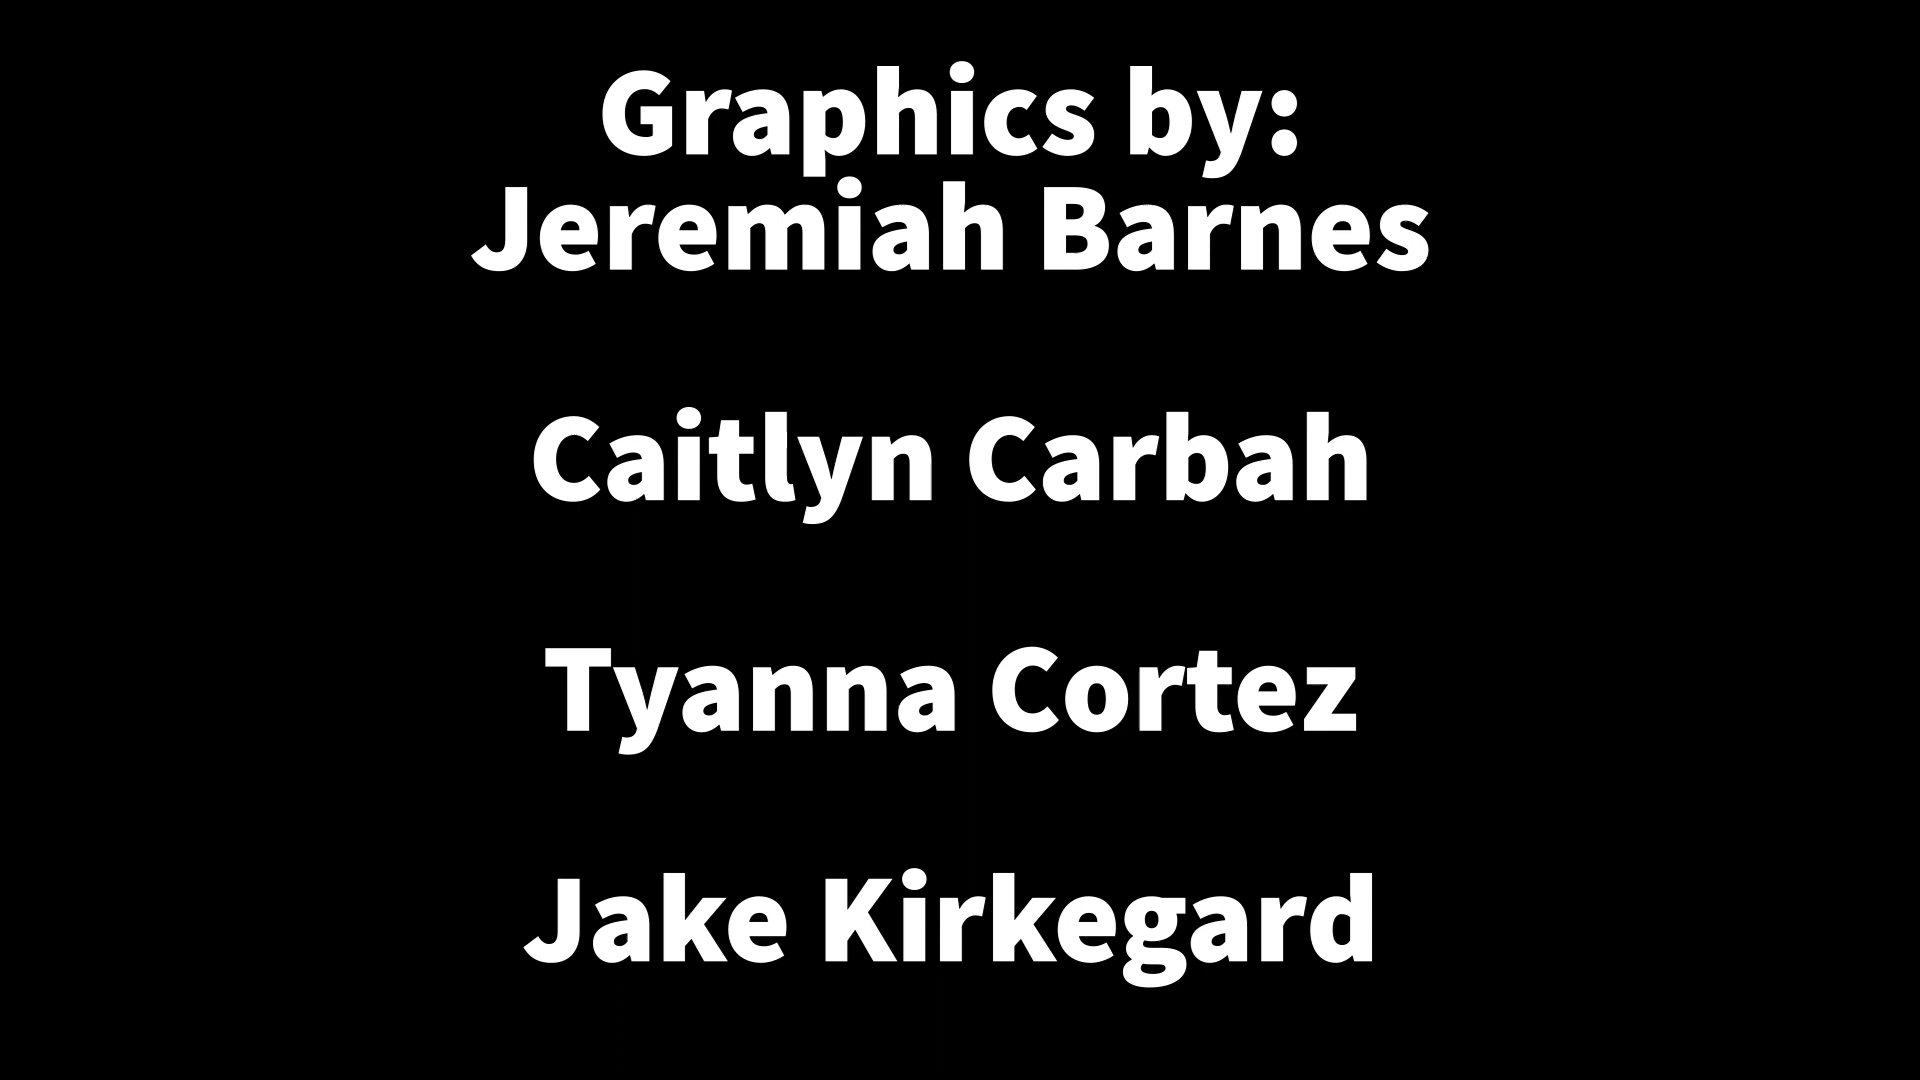 Graphics by:
Jeremiah Barnes
Caitlyn Carbah
Tyanna Cortez
Jake Kirkegard